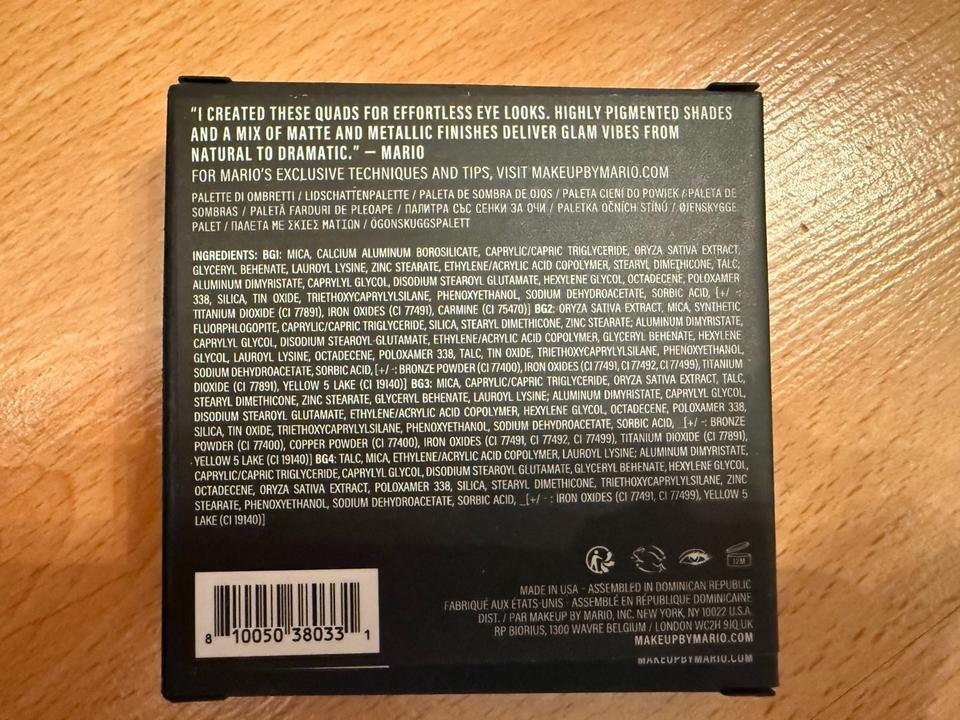 "I CREATED THESE QUADS FOR EFFORTLESS EYE LOOKS. HIGHLY PIGMENTED SHADES
AND A MIX OF MATTE AND METALLIC FINISHES DELIVER GLAM VIBES FROM
NATURAL TO DRAMATIC." – MARIO
FOR MARIO'S EXCLUSIVE TECHNIQUES AND TIPS, VISIT MAKEUPBYMARIO.COM
PALETTE DI OMBRETTI / LIDSCHATTENPALETTE / PALETA DE SOMBRA DE OJOS / PALETA CIENI DO POWIEK / PALETA DE
SOMBRAS / PALETĂ FARDURI DE PLEOAPE / ПАЛИТРА СЪС СЕНКИ ЗА ОЧИ / PALETKA OČNÍCH STÍNŮ / ØJENSKYGGE
PALET / ΠΑΛΕΤΑ ΜΕ ΣΚΙΕΣ ΜΑΤΙΩΝ / ÖGONSKUGGSPALETT
INGREDIENTS: BG1: MICA, CALCIUM ALUMINUM BOROSILICATE, CAPRYLIC/CAPRIC TRIGLYCERIDE, ORYZA SATIVA EXTRACT,
GLYCERYL BEHENATE, LAUROYL LYSINE, ZINC STEARATE, ETHYLENE/ACRYLIC ACID COPOLYMER, STEARYL DIMETHICONE, TALC;
ALUMINUM DIMYRISTATE, CAPRYLYL GLYCOL, DISODIUM STEAROYL GLUTAMATE, HEXYLENE GLYCOL, OCTADECENE, POLOXAMER
338, SILICA, TIN OXIDE, TRIETHOXYCAPRYLYLSILANE, PHENOXYETHANOL, SODIUM DEHYDROACETATE, SORBIC ACID, [+/ -:
TITANIUM DIOXIDE (CI 77891), IRON OXIDES (CI 77491), CARMINE (CI 75470)] BG2: ORYZA SATIVA EXTRACT, MICA, SYNTHETIC
FLUORPHLOGOPITE, CAPRYLIC/CAPRIC TRIGLYCERIDE, SILICA, STEARYL DIMETHICONE, ZINC STEARATE; ALUMINUM DIMYRISTATE,
CAPRYLYL GLYCOL, DISODIUM STEAROYL GLUTAMATE, ETHYLENE/ACRYLIC ACID COPOLYMER, GLYCERYL BEHENATE, HEXYLENE
GLYCOL, LAUROYL LYSINE, OCTADECENE, POLOXAMER 338, TALC, TIN OXIDE, TRIETHOXYCAPRYLYLSILANE, PHENOXYETHANOL,
SODIUM DEHYDROACETATE, SORBIC ACID, [+/ -: BRONZE POWDER (CI 77400), IRON OXIDES (CI 77491, CI 77492, CI 77499), TITANIUM
DIOXIDE (CI 77891), YELLOW 5 LAKE (CI 19140)] BG3: MICA, CAPRYLIC/CAPRIC TRIGLYCERIDE, ORYZA SATIVA EXTRACT, TALC,
STEARYL DIMETHICONE, ZINC STEARATE, GLYCERYL BEHENATE, LAUROYL LYSINE; ALUMINUM DIMYRISTATE, CAPRYLYL GLYCOL,
DISODIUM STEAROYL GLUTAMATE, ETHYLENE/ACRYLIC ACID COPOLYMER, HEXYLENE GLYCOL, OCTADECENE, POLOXAMER 338,
SILICA, TIN OXIDE, TRIETHOXYCAPRYLYLSILANE, PHENOXYETHANOL, SODIUM DEHYDROACETATE, SORBIC ACID, [+/ -: BRONZE
POWDER (CI 77400), COPPER POWDER (CI 77400), IRON OXIDES (CI 77491, CI 77492, CI 77499), TITANIUM DIOXIDE (CI 77891),
YELLOW 5 LAKE (CI 19140)] BG4: TALC, MICA, ETHYLENE/ACRYLIC ACID COPOLYMER, LAUROYL LYSINE; ALUMINUM DIMYRISTATE,
CAPRYLIC/CAPRIC TRIGLYCERIDE, CAPRYLYL GLYCOL, DISODIUM STEAROYL GLUTAMATE, GLYCERYL BEHENATE, HEXYLENE GLYCOL,
OCTADECENE, ORYZA SATIVA EXTRACT, POLOXAMER 338, SILICA, STEARYL DIMETHICONE, TRIETHOXYCAPRYLYLSILANE, ZINC
STEARATE, PHENOXYETHANOL, SODIUM DEHYDROACETATE, SORBIC ACID, [+/ -: IRON OXIDES (CI 77491, CI 77499), YELLOW 5
LAKE (CI 19140)]
12M
MADE IN USA - ASSEMBLED IN DOMINICAN REPUBLIC
FABRIQUÉ AUX ÉTATS-UNIS - ASSEMBLÉ EN RÉPUBLIQUE DOMINICAINE
DIST. / PAR MAKEUP BY MARIO, INC. NEW YORK, NY 10022 U.S.A.
RP BIORIUS, 1300 WAVRE BELGIUM / LONDON WC2H 9JQ UK
MAKEUPBYMARIO.COM
MAKEUPBYMARIO.COM
8 10050 38033 1